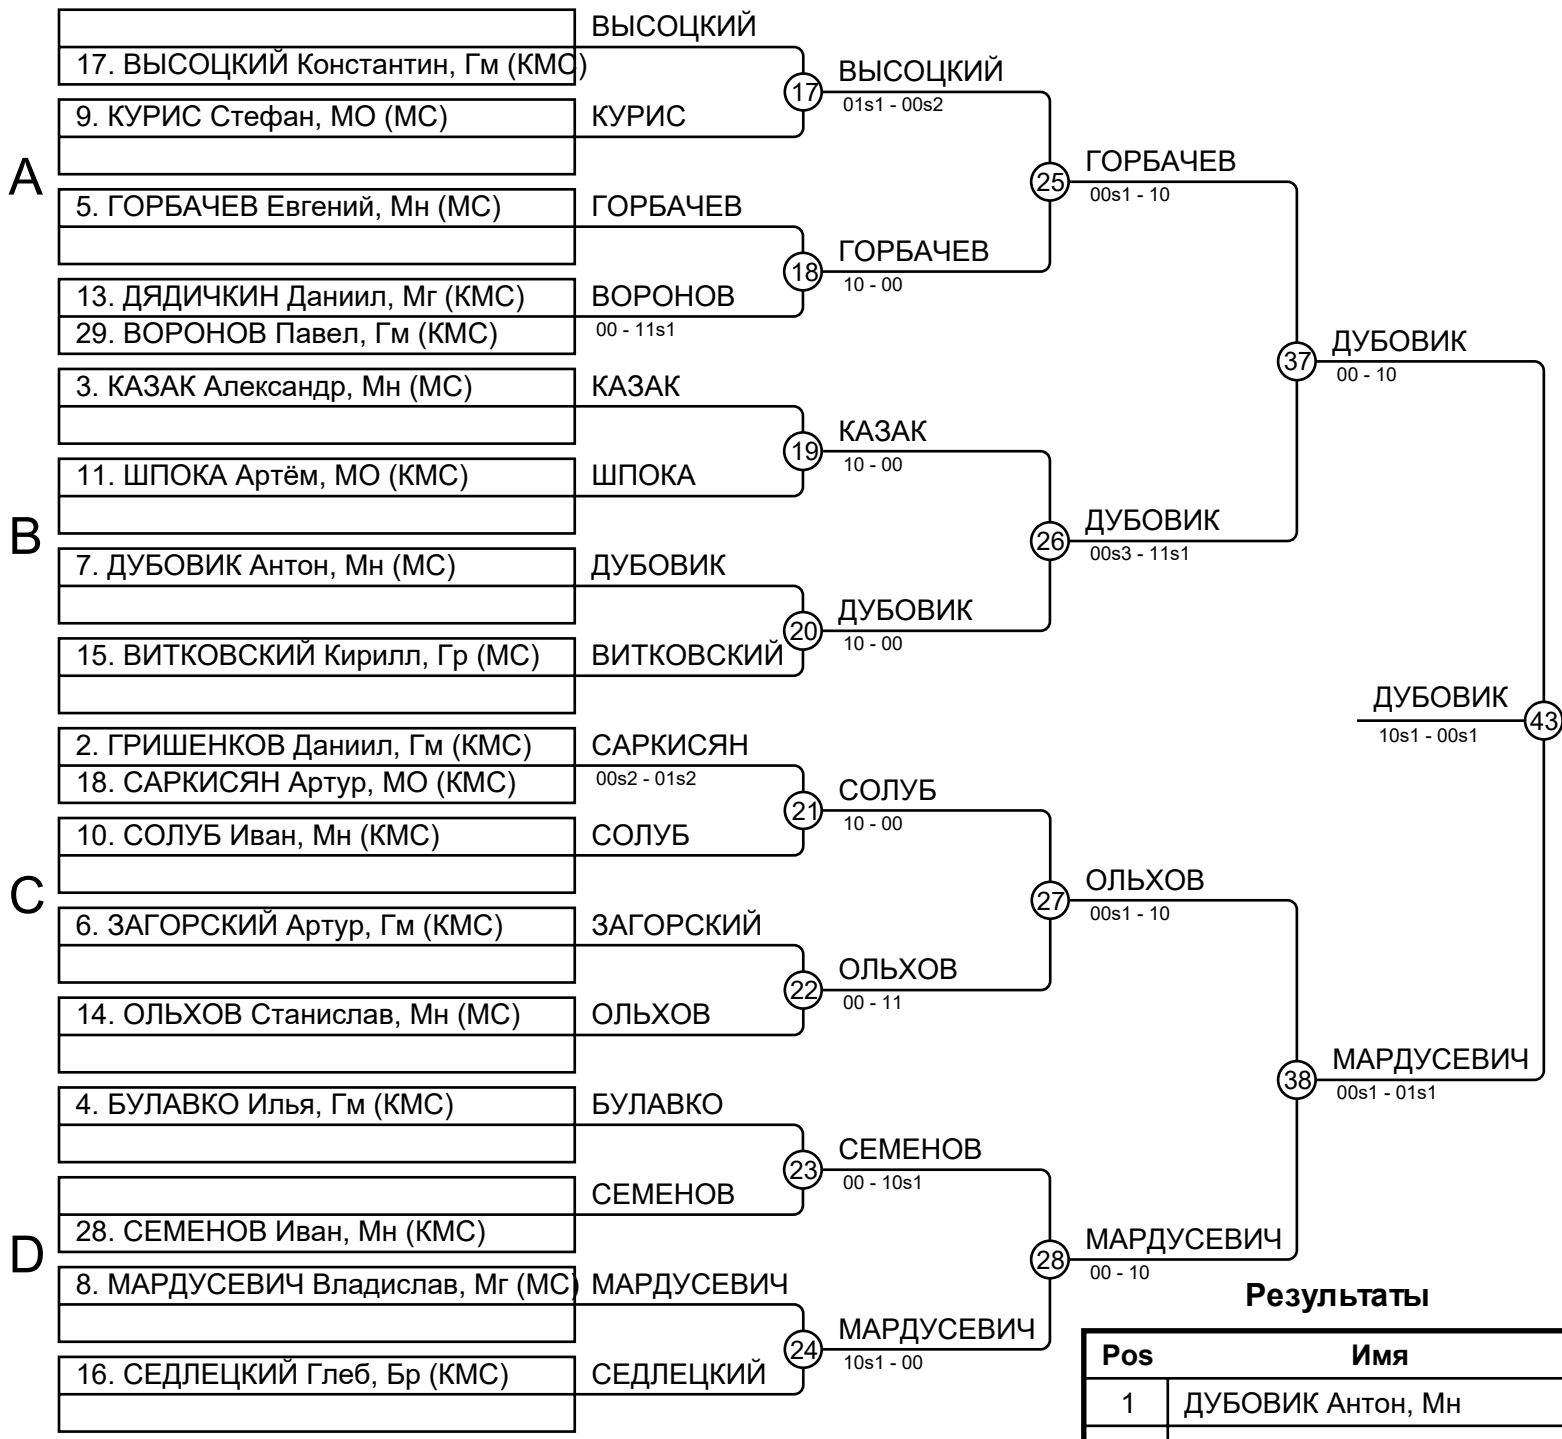 ВЫСОЦКИЙ
17. ВЫСОЦКИЙ Константин, Гм (КМС)
17
ВЫСОЦКИЙ
01s1 - 00s2
9. КУРИС Стефан, МО (МС)
КУРИС
A
25
ГОРБАЧЕВ
00s1 - 10
5. ГОРБАЧЕВ Евгений, Мн (МС)
ГОРБАЧЕВ
18
ГОРБАЧЕВ
10 - 00
13. ДЯДИЧКИН Даниил, Мг (КМС)
ВОРОНОВ
29. ВОРОНОВ Павел, Гм (КМС)
00 - 11s1
37
ДУБОВИК
00 - 10
3. КАЗАК Александр, Мн (МС)
КАЗАК
19
КАЗАК
10 - 00
11. ШПОКА Артём, МО (КМС)
ШПОКА
B
26
ДУБОВИК
00s3 - 11s1
7. ДУБОВИК Антон, Мн (МС)
ДУБОВИК
20
ДУБОВИК
10 - 00
15. ВИТКОВСКИЙ Кирилл, Гр (МС)
ВИТКОВСКИЙ
ДУБОВИК
43
10s1 - 00s1
2. ГРИШЕНКОВ Даниил, Гм (КМС)
САРКИСЯН
18. САРКИСЯН Артур, МО (КМС)
00s2 - 01s2
21
СОЛУБ
10 - 00
10. СОЛУБ Иван, Мн (КМС)
СОЛУБ
C
27
ОЛЬХОВ
00s1 - 10
6. ЗАГОРСКИЙ Артур, Гм (КМС)
ЗАГОРСКИЙ
22
ОЛЬХОВ
00 - 11
14. ОЛЬХОВ Станислав, Мн (МС)
ОЛЬХОВ
38
МАРДУСЕВИЧ
00s1 - 01s1
4. БУЛАВКО Илья, Гм (КМС)
БУЛАВКО
23
СЕМЕНОВ
00 - 10s1
СЕМЕНОВ
28. СЕМЕНОВ Иван, Мн (КМС)
D
28
МАРДУСЕВИЧ
00 - 10
8. МАРДУСЕВИЧ Владислав, Мг (МС)
МАРДУСЕВИЧ
24
МАРДУСЕВИЧ
10s1 - 00
16. СЕДЛЕЦКИЙ Глеб, Бр (КМС)
СЕДЛЕЦКИЙ
Результаты
Pos Имя
1 ДУБОВИК Антон, Мн